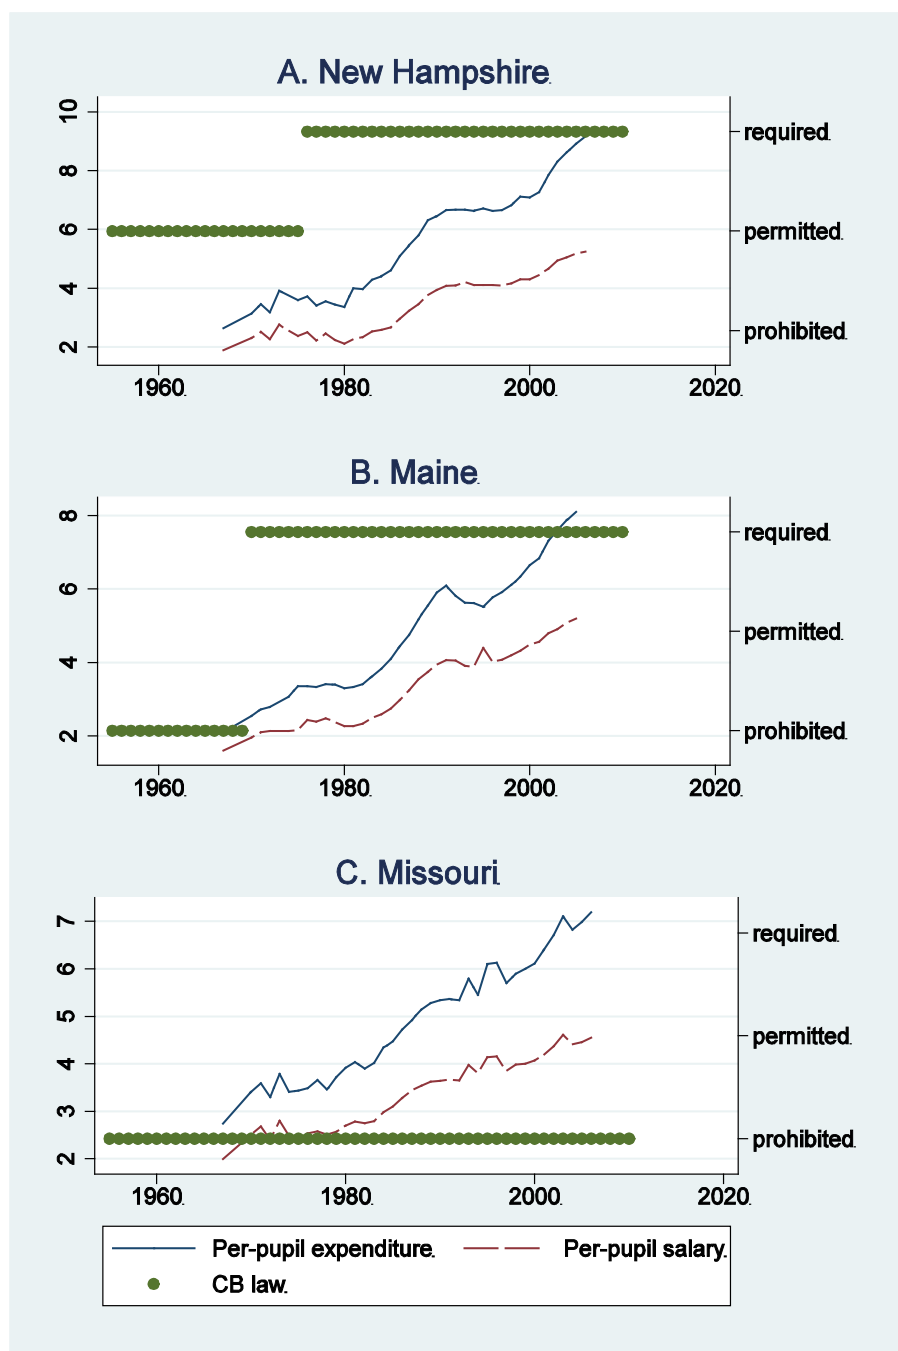 A. New Hampshire
10
8
6
4
2
required
permitted
prohibited
1960
1980
2000
2020
B. Maine
8
6
4
2
required
permitted
prohibited
1960
1980
2000
2020
C. Missouri
7
6
5
4
3
2
required
permitted
prohibited
1960
1980
2000
2020
Per-pupil expenditure
Per-pupil salary
CB law